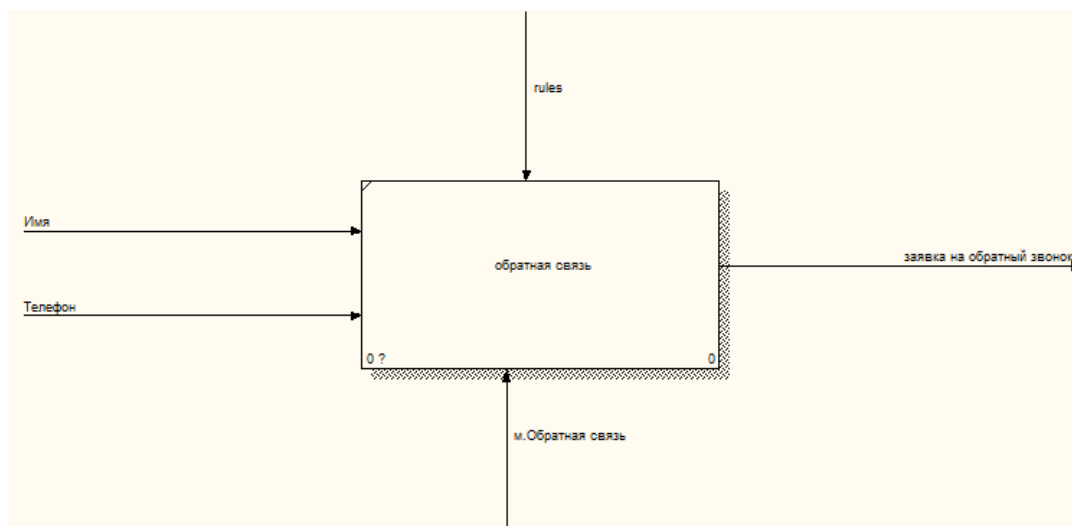 rules
Имя
обратная связь
заявка на обратный звонок
Телефон
0 ?
0
м.Обратная связь